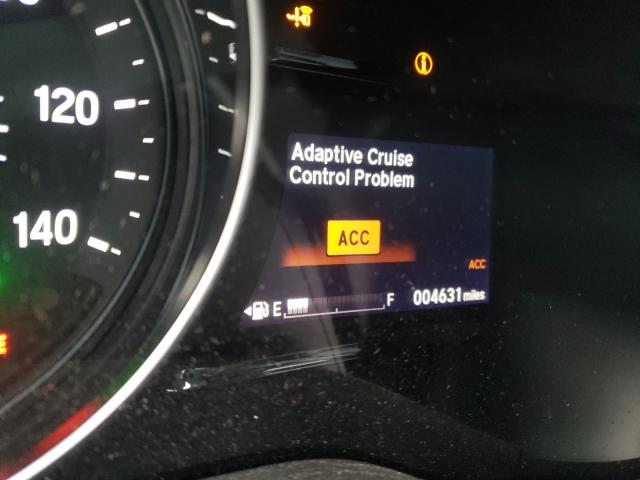 120
Adaptive Cruise
Control Problem
140
ACC
ACC
E F 004631 miles